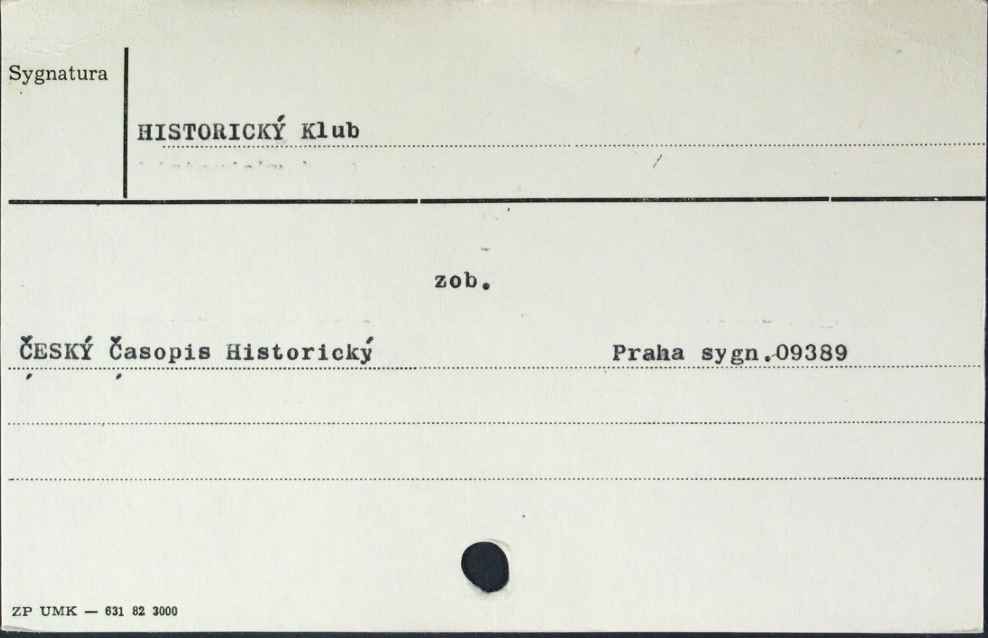 Sygnatura
HISTORICKÝ Klub
zob.
ČESKÝ Časopis Historický Praha sygn.09389
ZP UMK — 631 82 3000